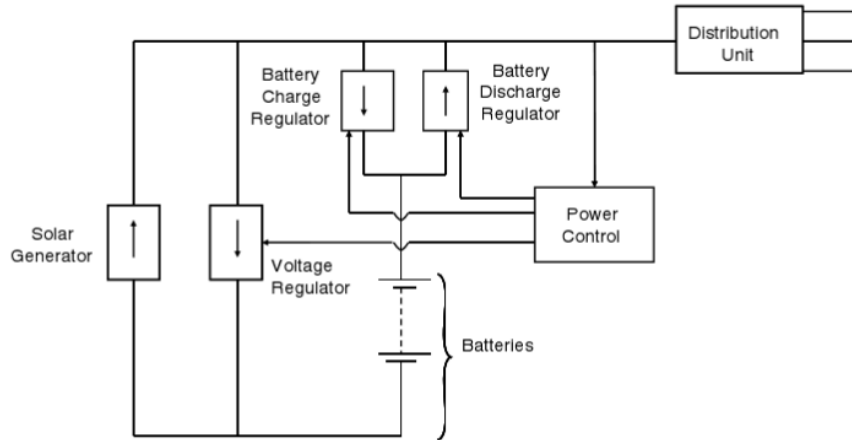 Distribution
Unit
Battery
Charge
Regulator
Battery
Discharge
Regulator
Power
Control
Solar
Generator
Voltage
Regulator
Batteries